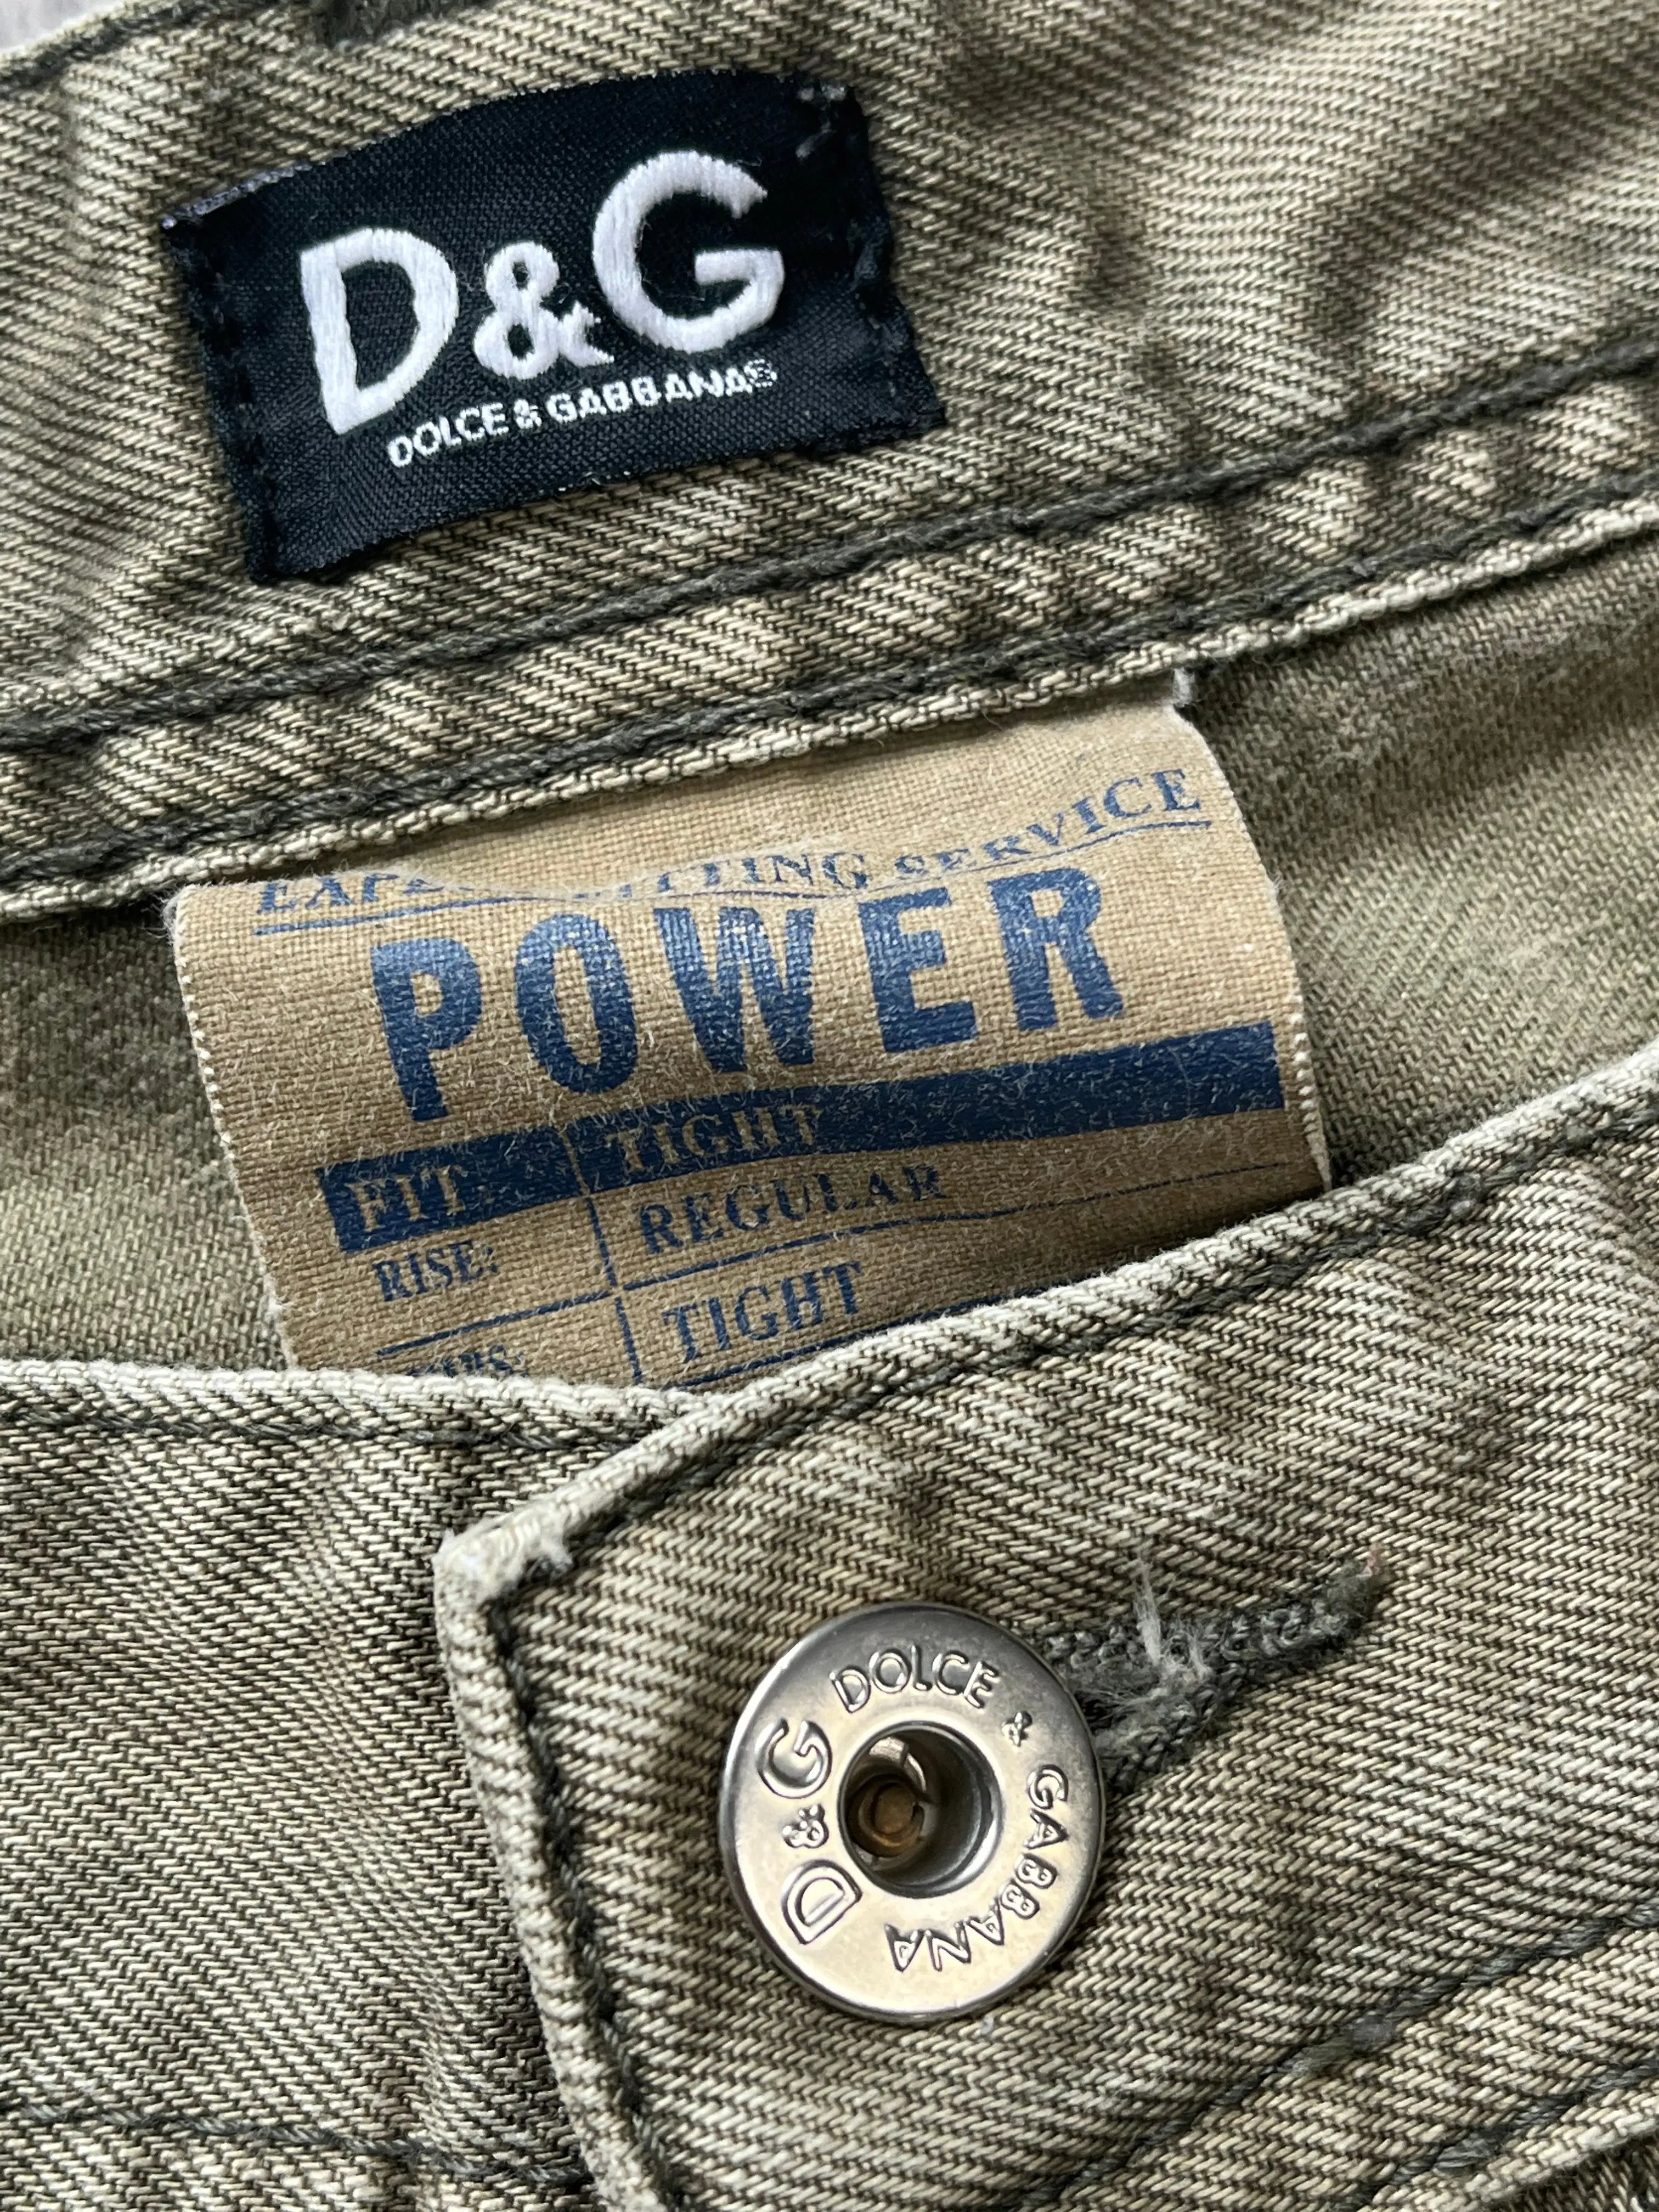 D&G
DOLCE & GABBANAS
FITTING SERVICE
POWER
FIT: TIGHT
RISE: REGULAR
TIGHT
D&G DOLCE & GABBANA